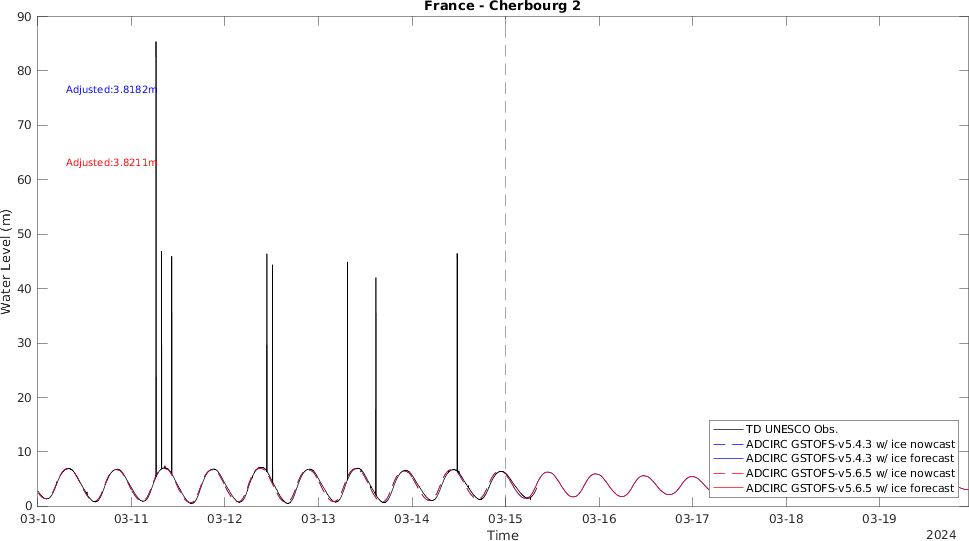 France - Cherbourg 2
90
80
70
60
50
40
30
20
10
0
Water Level (m)
Adjusted:3.8182m
Adjusted:3.8211m
TD UNESCO Obs.
ADCIRC GSTOFS-v5.4.3 w/ ice nowcast
ADCIRC GSTOFS-v5.4.3 w/ ice forecast
ADCIRC GSTOFS-v5.6.5 w/ ice nowcast
ADCIRC GSTOFS-v5.6.5 w/ ice forecast
03-10 03-11 03-12 03-13 03-14 03-15 03-16 03-17 03-18 03-19
Time
2024